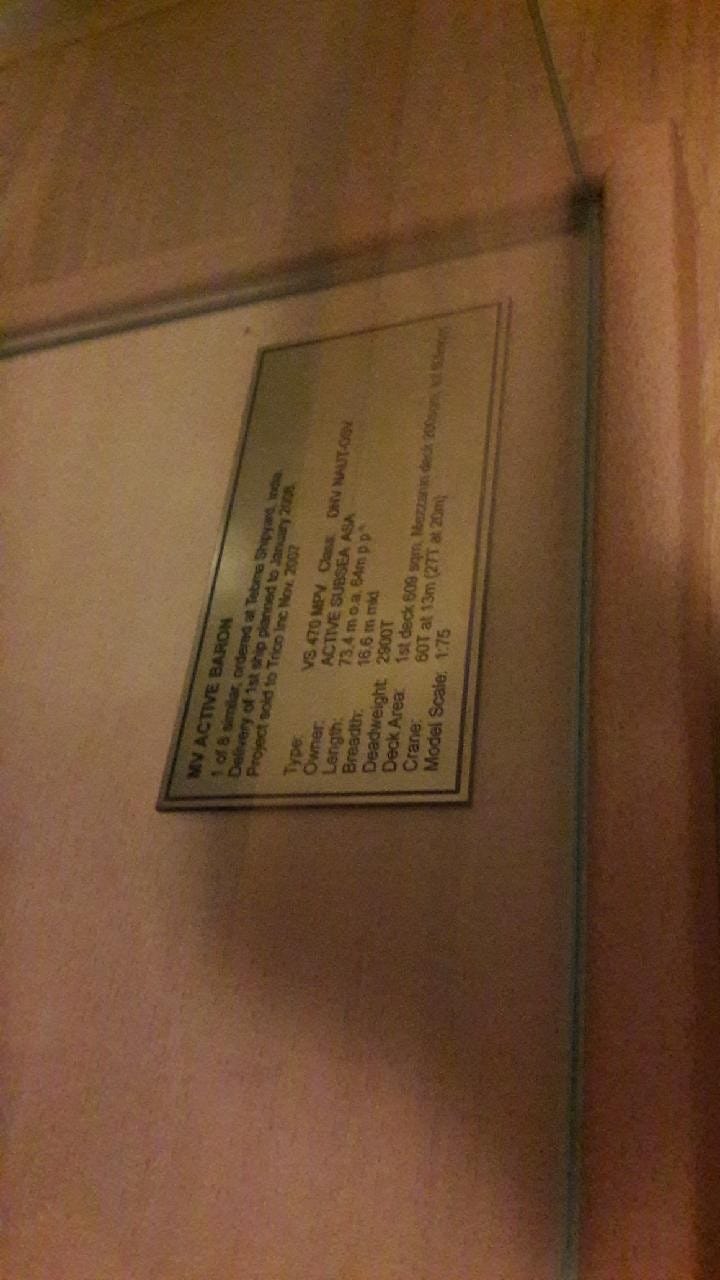 MV ACTIVE BARON
1 of 8 similar, ordered at Tebma Shipyard, India.
Delivery of 1st ship planned to January 2008.
Project sold to Trico Inc Nov. 2007
Type: VS 470 MPV Class: DNV NAUT-OSV
Owner: ACTIVE SUBSEA ASA
Length: 73.4 m o.a. 64m p.p
Breadth: 16.6 m mld
Deadweight: 2900T
Deck Area: 1st deck 609 sqm, Mezzanin deck 200sqm,
Crane: 60T at 13m (27T at 20m)
Model Scale: 1:75